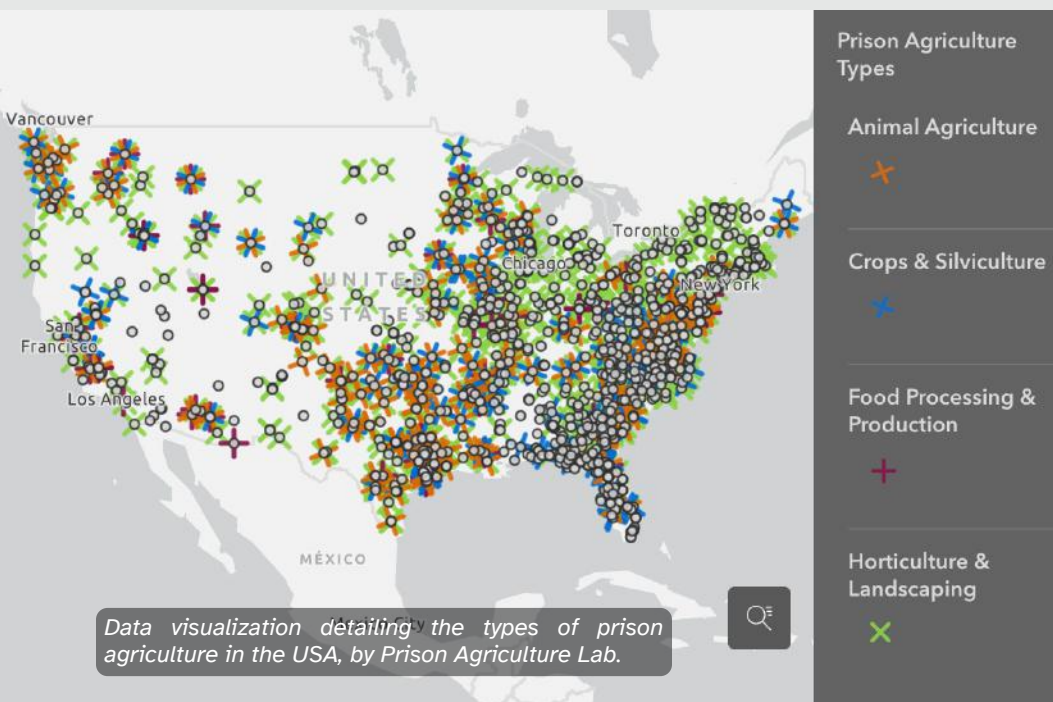 Prison Agriculture
Types
Animal Agriculture
Crops & Silviculture
Food Processing &
Production
Horticulture &
Landscaping
Vancouver
Toronto
Chicago
New York
UNITED
STATES
San
Francisco
Los Angeles
MÉXICO
Mexico City
Data visualization detailing the types of prison
agriculture in the USA, by Prison Agriculture Lab.